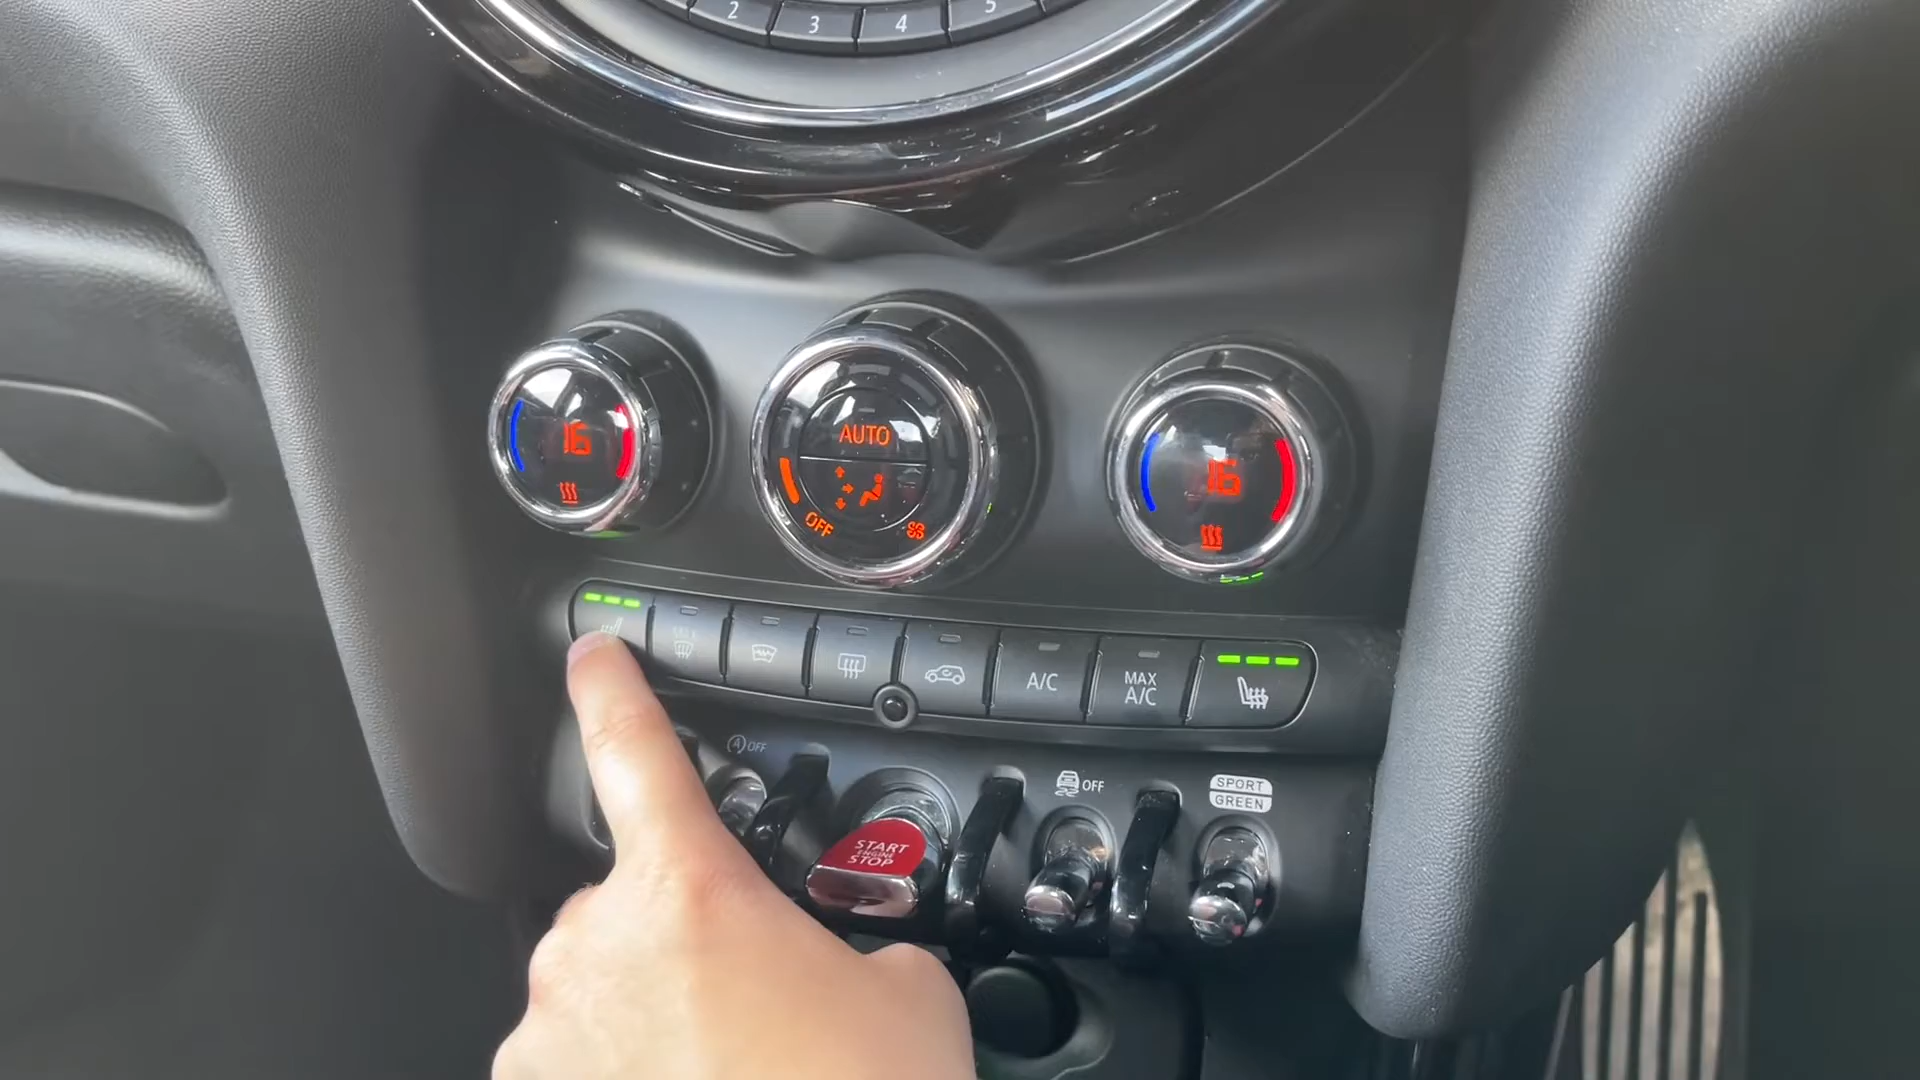 2 3 4 5
AUTO
16
16
OFF
A/C
MAX
A/C
A OFF
OFF
SPORT
GREEN
START
ENGINE
STOP